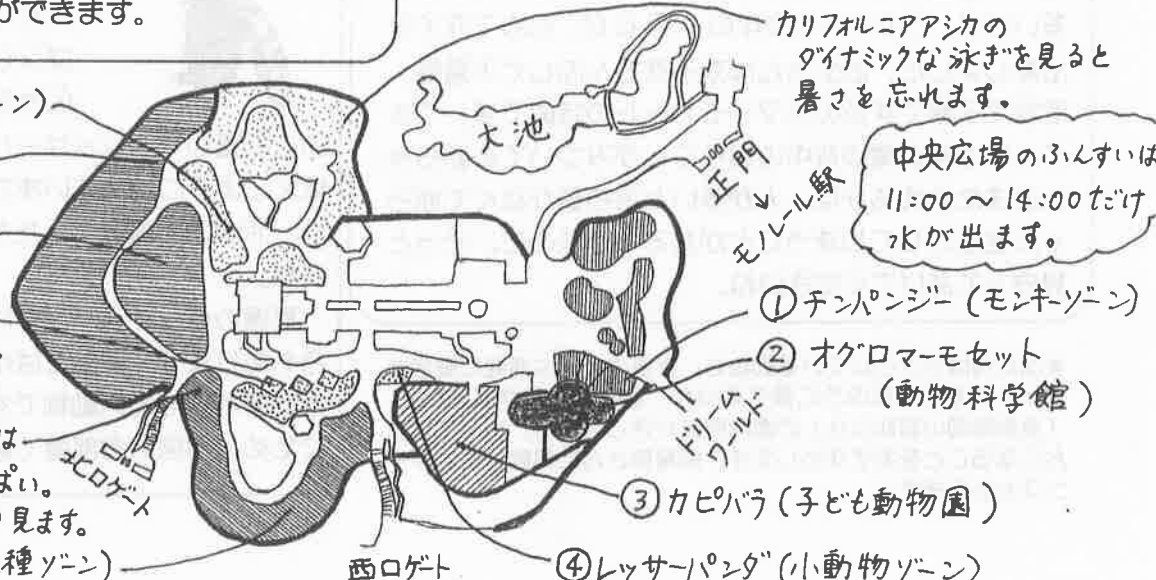 ができます。
ーン)
カリフォルニアアシカの
ダイナミックな泳ぎを見ると
暑さを忘れます。
大池
正門
モノレール駅
中央広場のふんすいは
11:00〜14:00だけ
水が出ます。
①チンパンジー(モンキーゾーン)
②オグロマーモセット
(動物科学館)
ドリーム
ワールド
③カピバラ(子ども動物園)
④レッサーパンダ(小動物ゾーン)
西口ゲート
北口ゲート
は
ぱい。
見ます。
種ゾーン)